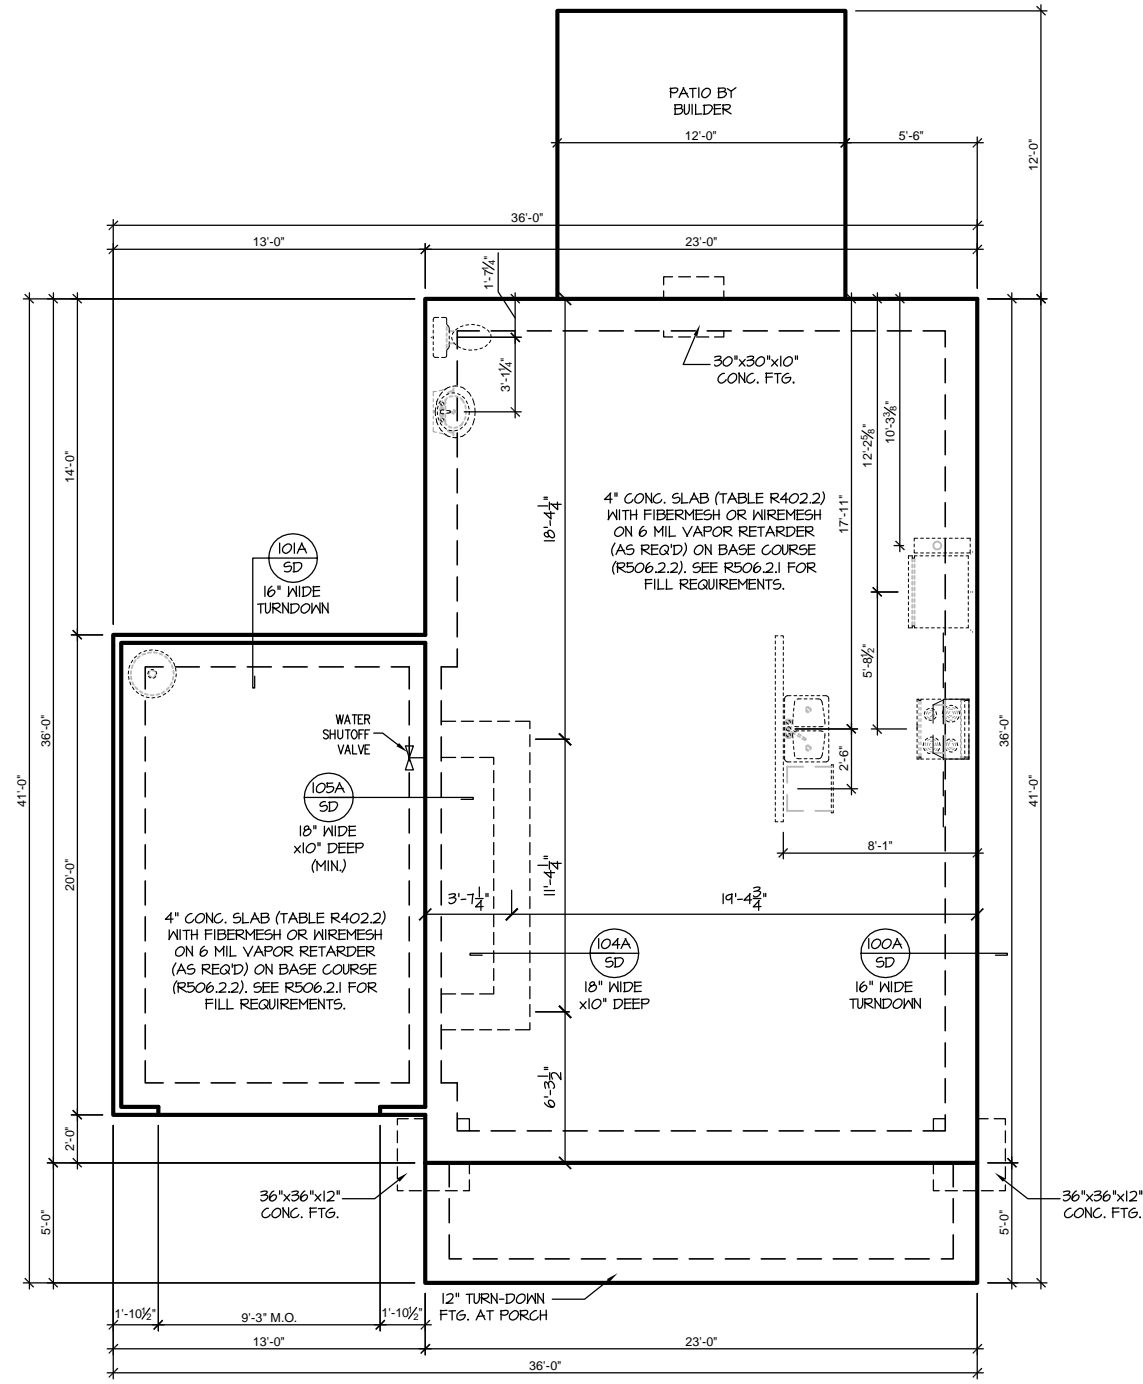 PATIO BY
BUILDER
12'-0"
5'-6"
12'-0"
36'-0"
13'-0"
23'-0"
1'-7¼"
3'-1¼"
30"x30"x10"
CONC. FTG.
14'-0"
18'-4¼"
10'-3⅜"
12'-2⅝"
17'-11"
4" CONC. SLAB (TABLE R402.2)
WITH FIBERMESH OR WIREMESH
ON 6 MIL VAPOR RETARDER
(AS REQ'D) ON BASE COURSE
(R506.2.2). SEE R506.2.1 FOR
FILL REQUIREMENTS.
101A
SD
16" WIDE
TURNDOWN
5'-8½"
WATER
SHUTOFF
VALVE
36'-0"
41'-0"
36'-0"
41'-0"
2'-6"
105A
SD
18" WIDE
x10" DEEP
(MIN.)
8'-1"
20'-0"
11'-4¼"
3'-7¼"
19'-4¾"
4" CONC. SLAB (TABLE R402.2)
WITH FIBERMESH OR WIREMESH
ON 6 MIL VAPOR RETARDER
(AS REQ'D) ON BASE COURSE
(R506.2.2). SEE R506.2.1 FOR
FILL REQUIREMENTS.
104A
SD
18" WIDE
x10" DEEP
100A
SD
16" WIDE
TURNDOWN
6'-3½"
2'-0"
36"x36"x12"
CONC. FTG.
36"x36"x12"
CONC. FTG.
5'-0"
5'-0"
12" TURN-DOWN
FTG. AT PORCH
1'-10½"
9'-3" M.O.
1'-10½"
13'-0"
23'-0"
36'-0"